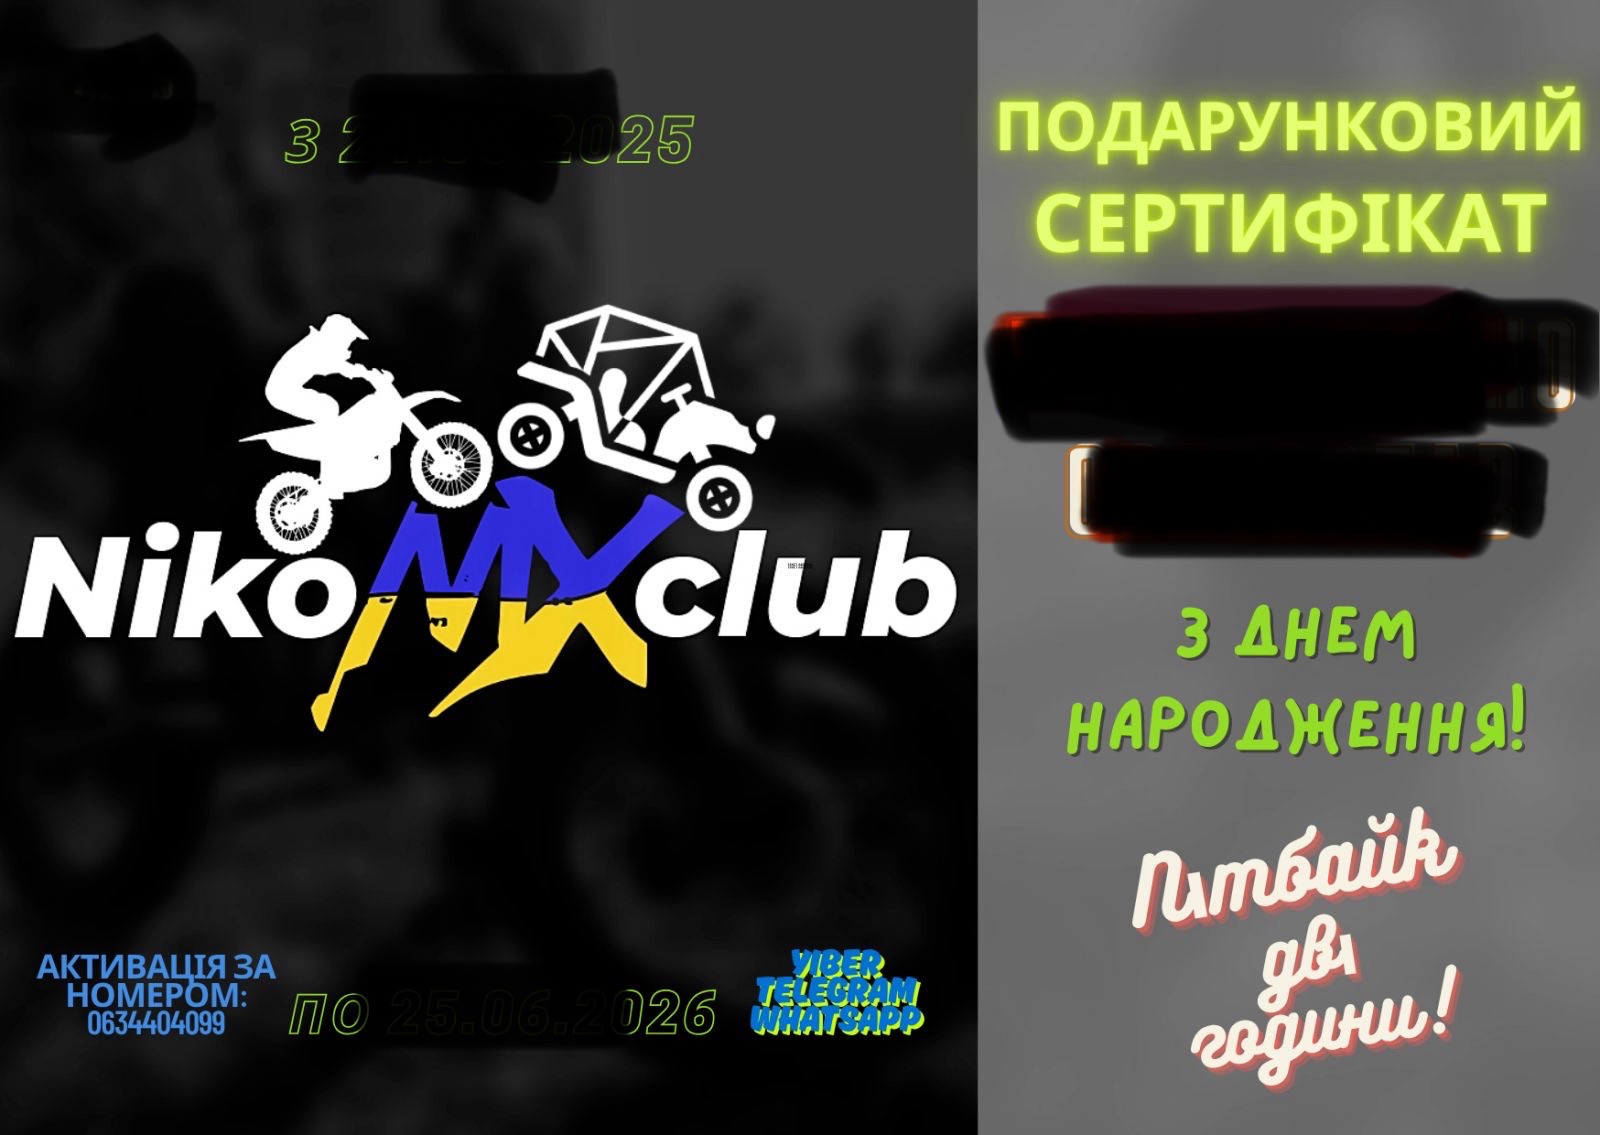 З 2 2025
ПОДАРУНКОВИЙ
СЕРТИФІКАТ
NikoMXclub
З ДНЕМ
НАРОДЖЕННЯ!
Пітбайк
дві
години!
АКТИВАЦІЯ ЗА
НОМЕРОМ:
0634404099
ПО 25.06.2026
VIBER
TELEGRAM
WHATSAPP